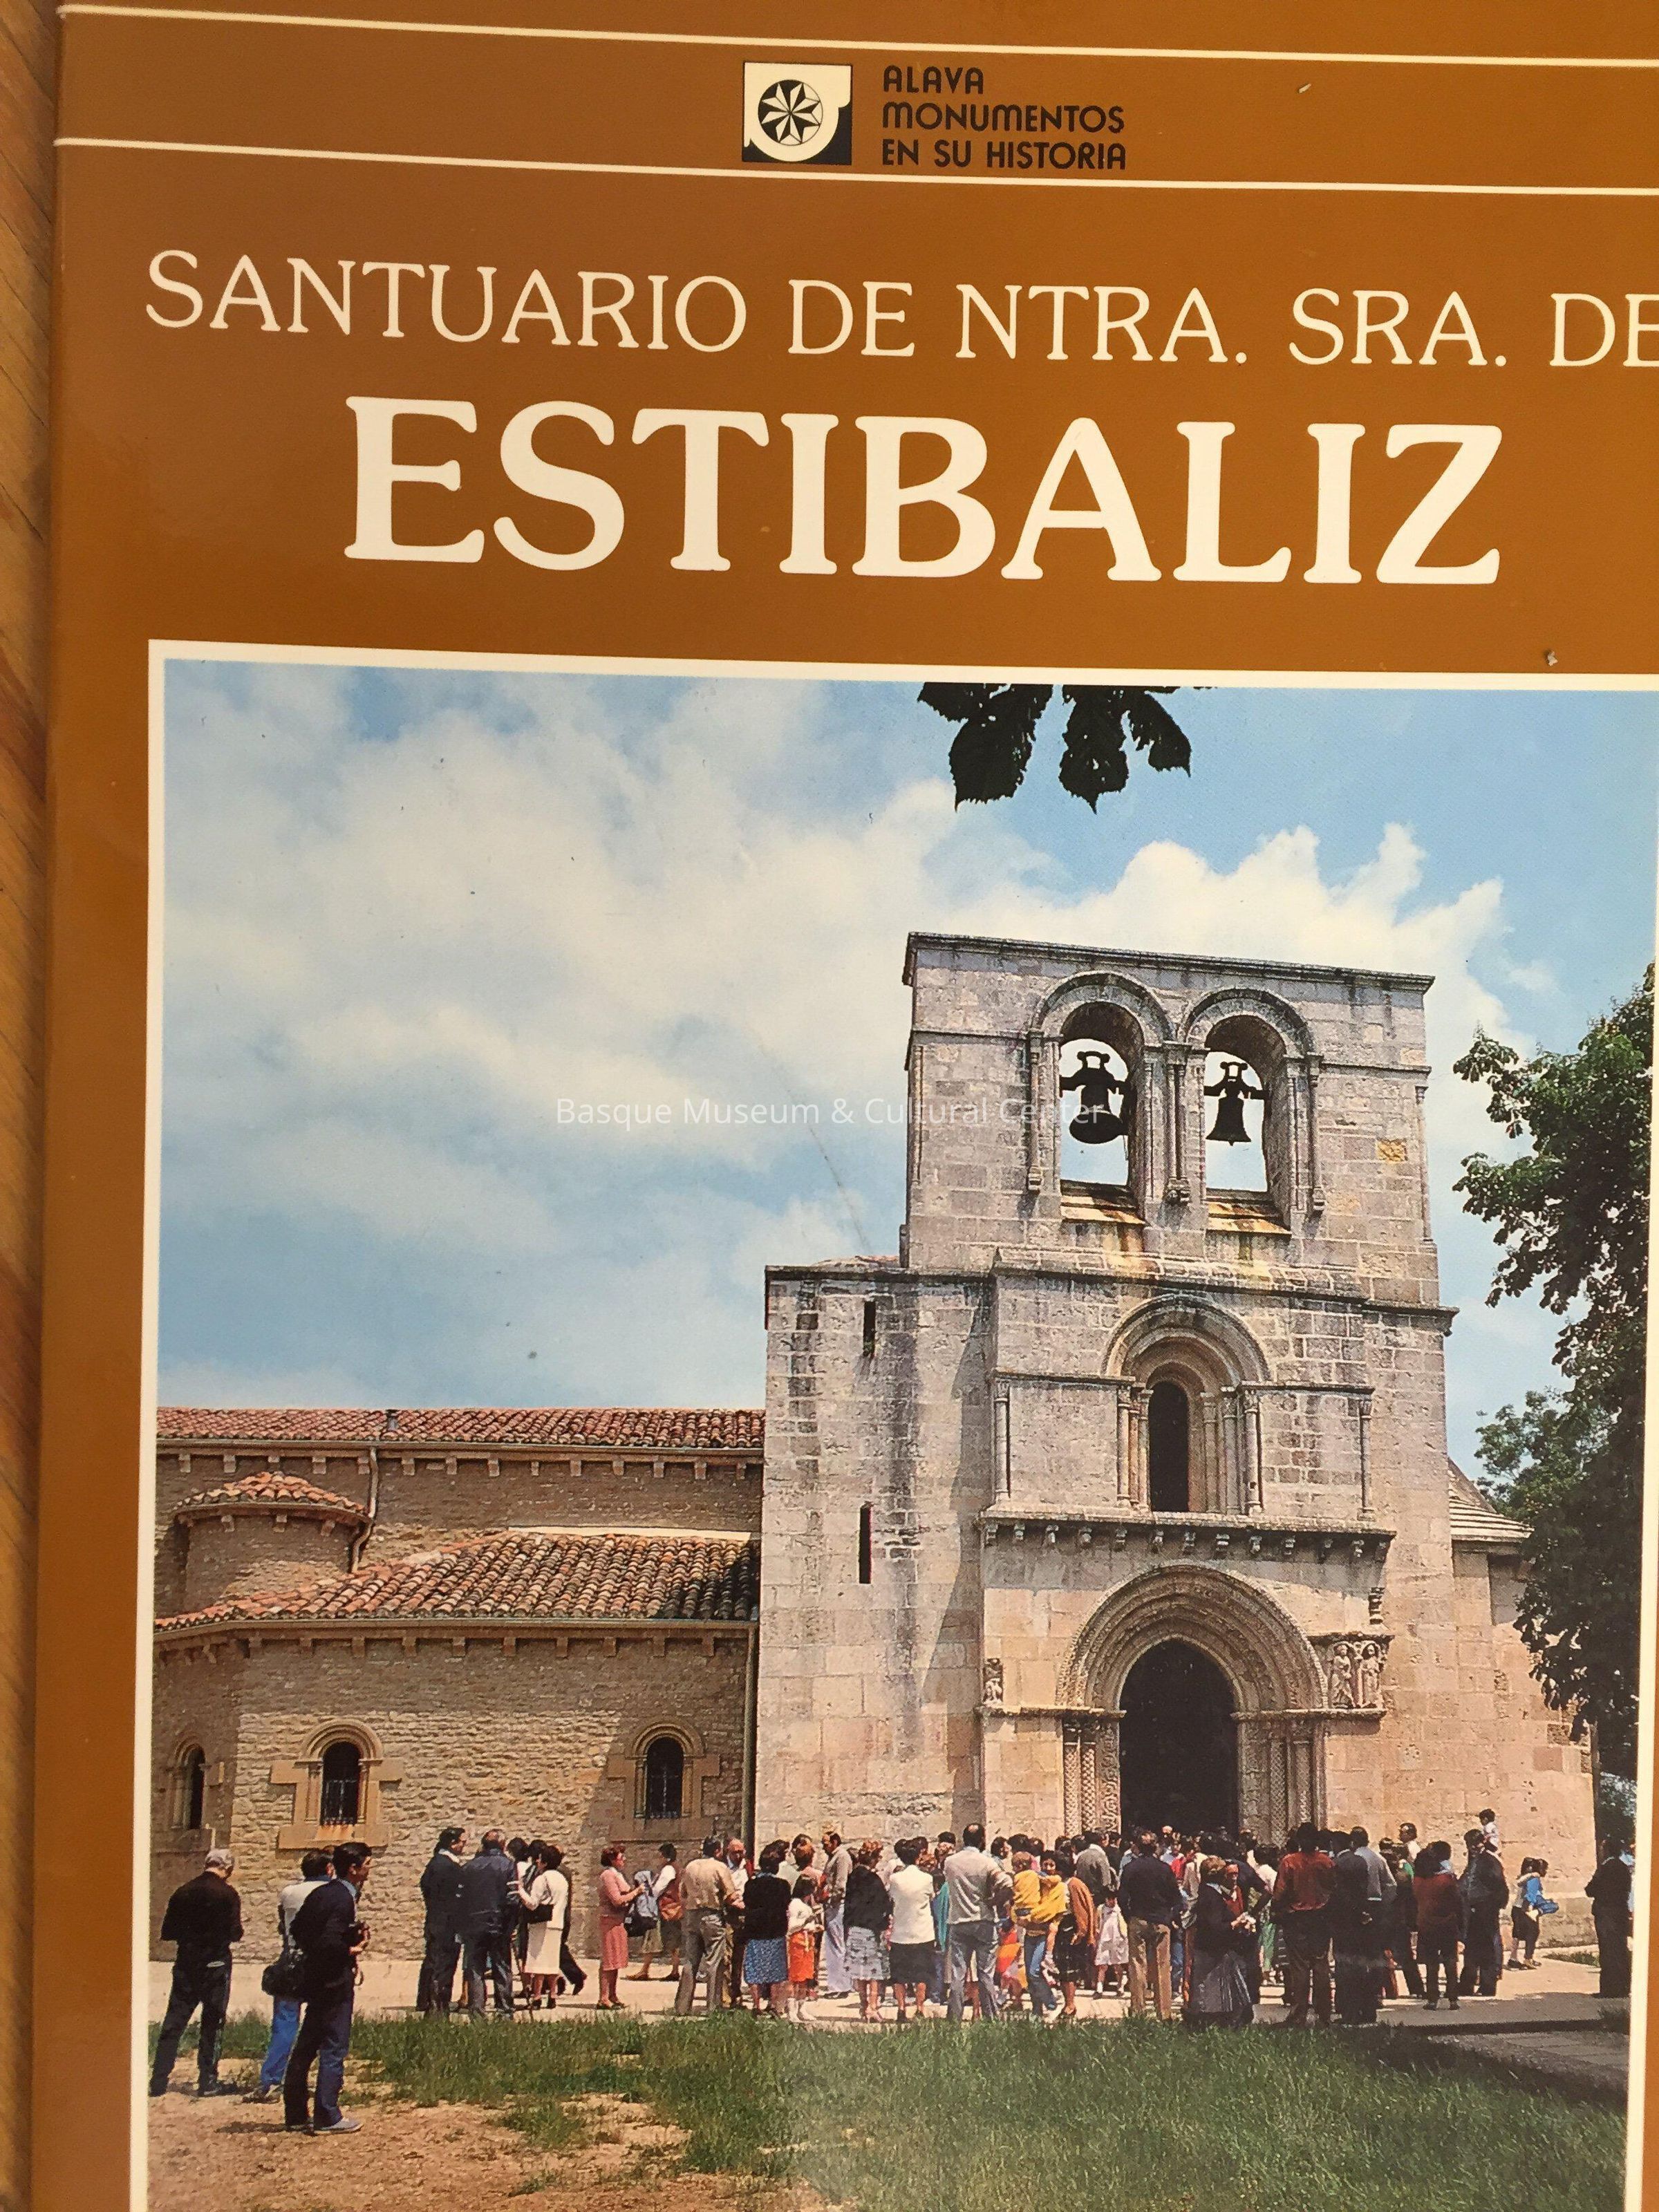 ALAVA
MONUMENTOS
EN SU HISTORIA
SANTUARIO DE NTRA. SRA. DE
ESTIBALIZ
Basque Museum & Cultural Center